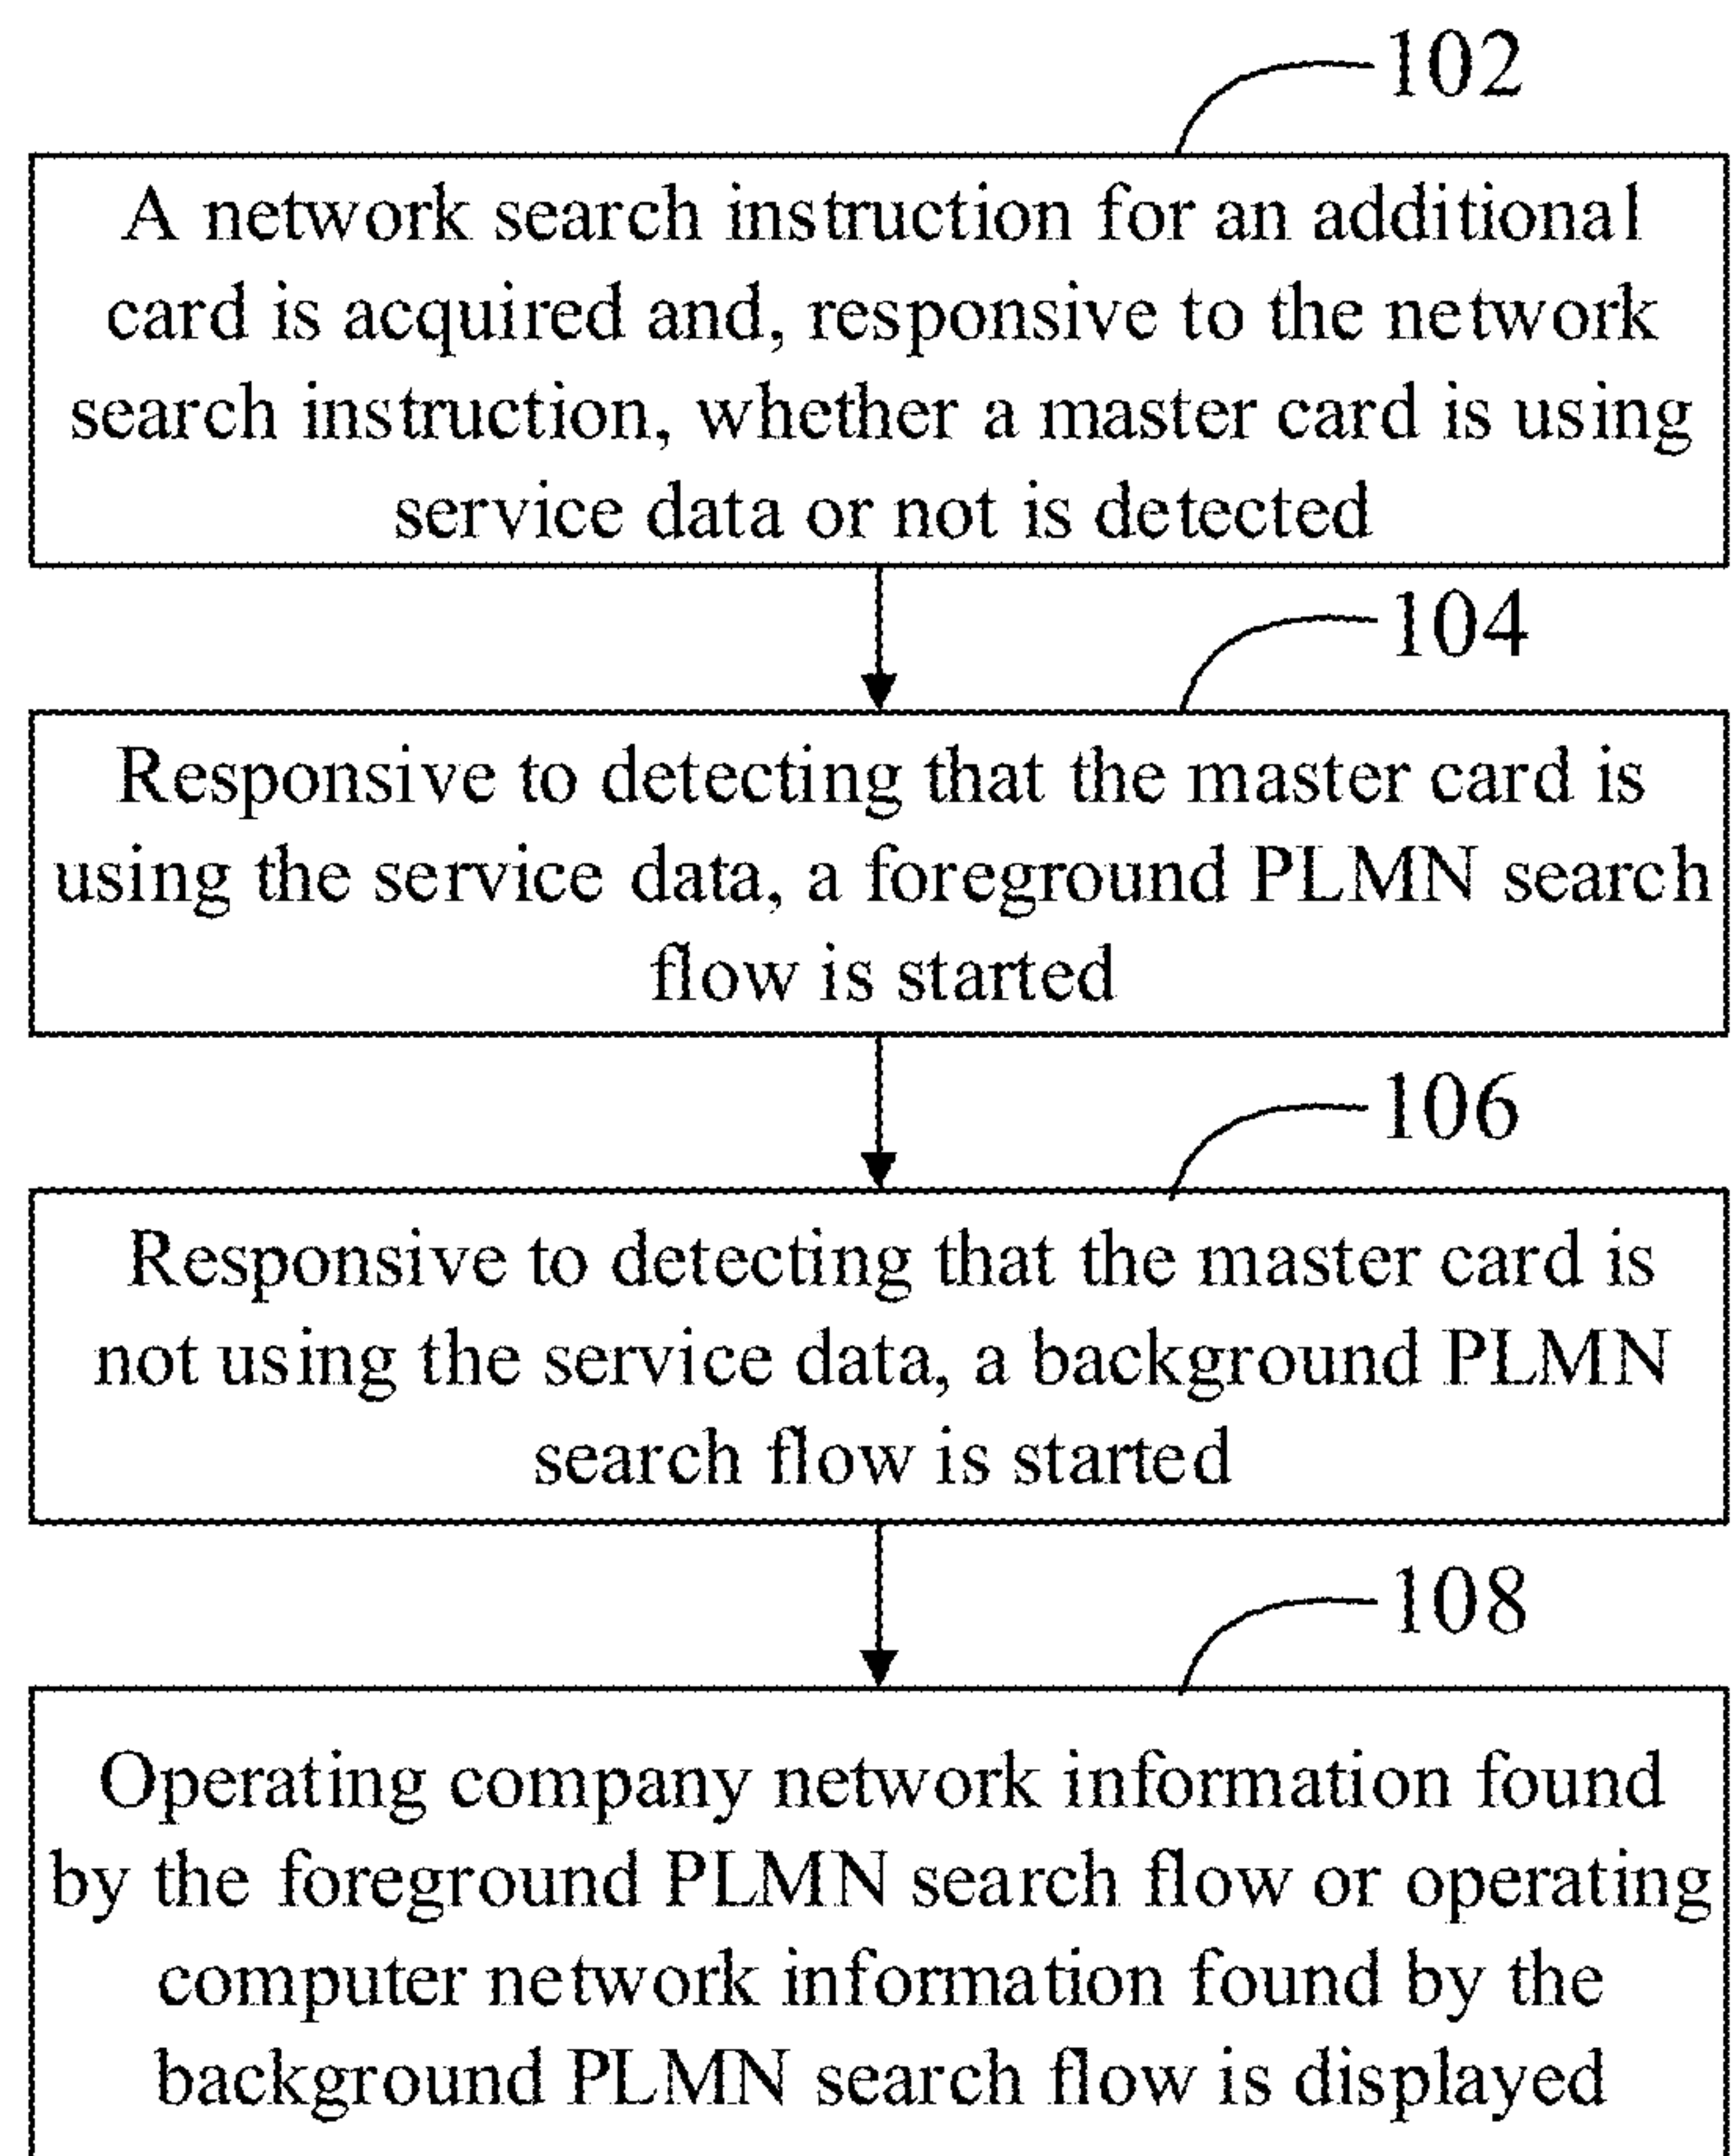 102
A network search instruction for an additional
card is acquired and, responsive to the network
search instruction, whether a master card is using
service data or not is detected
104
Responsive to detecting that the master card is
using the service data, a foreground PLMN search
flow is started
106
Responsive to detecting that the master card is
not using the service data, a background PLMN
search flow is started
108
Operating company network information found
by the foreground PLMN search flow or operating
computer network information found by the
background PLMN search flow is displayed